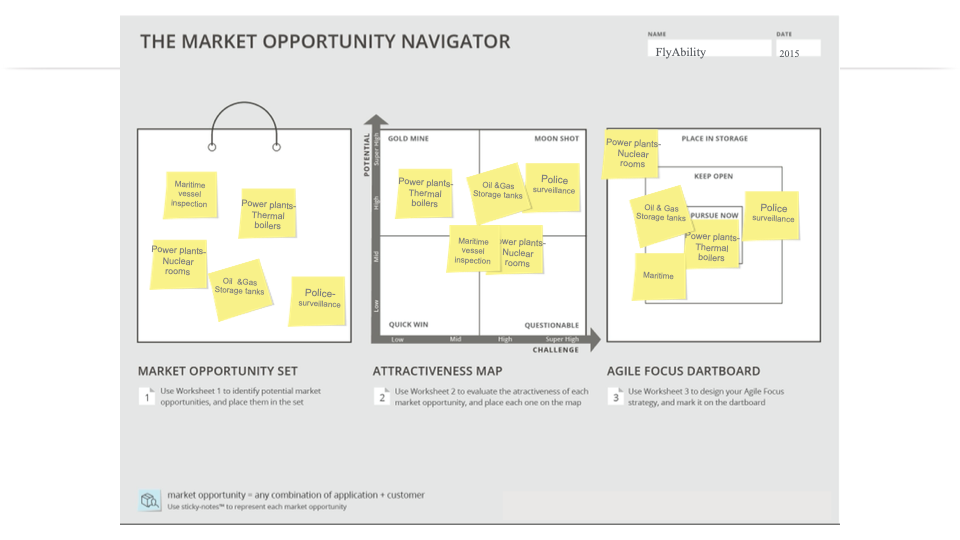 THE MARKET OPPORTUNITY NAVIGATOR
NAME
FlyAbility
DATE
2015
Maritime
vessel
inspection
Power plants-
Thermal
boilers
Power plants-
Nuclear
rooms
Oil &Gas
Storage tanks
Police-
surveillance
POTENTIAL
Super High
High
Mid
Low
GOLD MINE
MOON SHOT
Power plants-
Thermal
boilers
Oil &Gas
Storage tanks
Police
surveillance
Maritime
vessel
inspection
wer plants-
Nuclear
rooms
QUICK WIN
QUESTIONABLE
Low
Mid
High
Super High
CHALLENGE
Power plants-
Nuclear
rooms
PLACE IN STORAGE
KEEP OPEN
Oil & Gas
Storage tanks
PURSUE NOW
Police
surveillance
Power plants-
Thermal
boilers
Maritime
MARKET OPPORTUNITY SET
1
Use Worksheet 1 to identify potential market
opportunities, and place them in the set
ATTRACTIVENESS MAP
2
Use Worksheet 2 to evaluate the atractiveness of each
market opportunity, and place each one on the map
AGILE FOCUS DARTBOARD
3
Use Worksheet 3 to design your Agile Focus
strategy, and mark it on the dartboard
market opportunity = any combination of application + customer
Use sticky-notes™ to represent each market opportunity